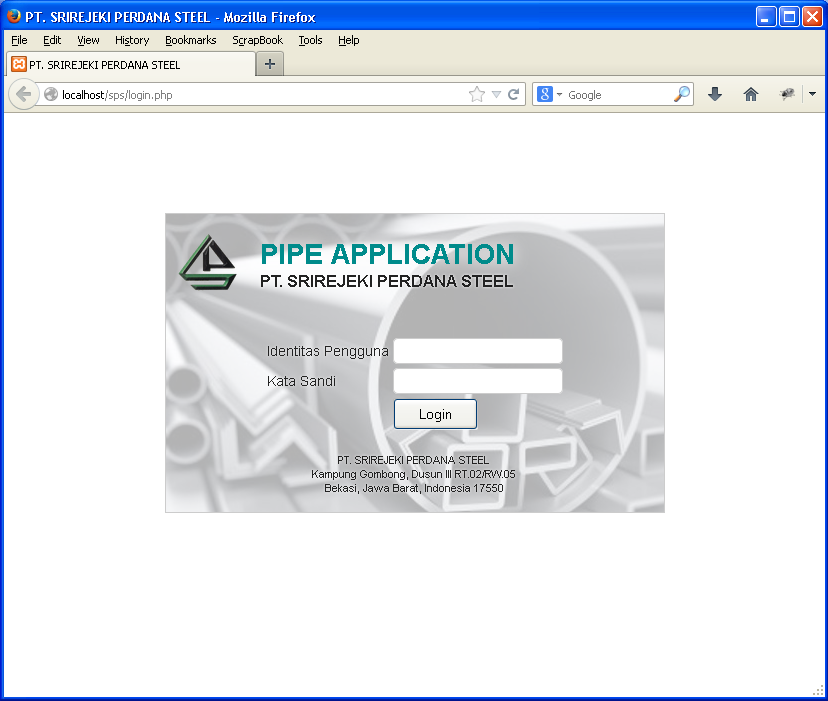 PT. SRIREJEKI PERDANA STEEL - Mozilla Firefox
File Edit View History Bookmarks ScrapBook Tools Help
PT. SRIREJEKI PERDANA STEEL
localhost/sps/login.php
Google
PIPE APPLICATION
PT. SRIREJEKI PERDANA STEEL
Identitas Pengguna
Kata Sandi
Login
PT. SRIREJEKI PERDANA STEEL
Kampung Gombong, Dusun III RT.02/RW.05
Bekasi, Jawa Barat, Indonesia 17550